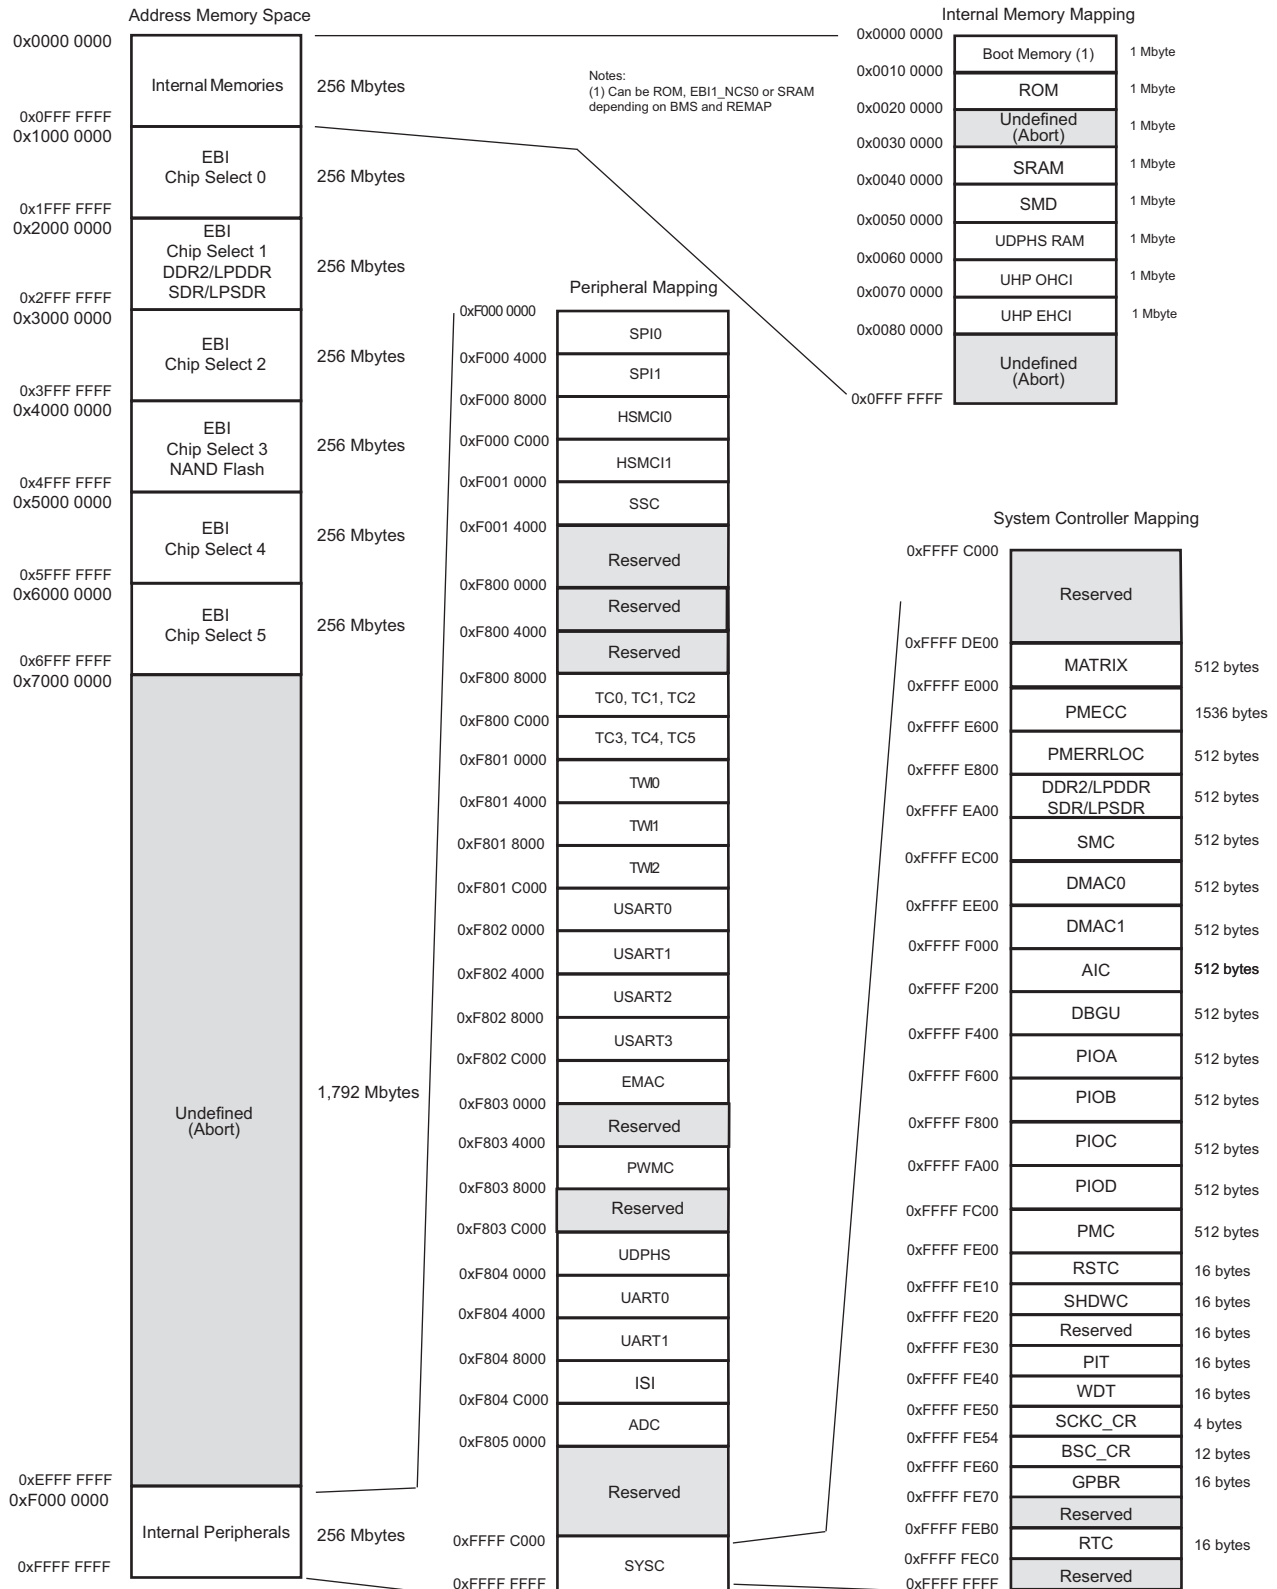 Address Memory Space
0x0000 0000
Internal Memories
256 Mbytes
0x0FFF FFFF
0x1000 0000
EBI
Chip Select 0
256 Mbytes
0x1FFF FFFF
0x2000 0000
EBI
Chip Select 1
DDR2/LPDDR
SDR/LPSDR
256 Mbytes
0x2FFF FFFF
0x3000 0000
EBI
Chip Select 2
256 Mbytes
0x3FFF FFFF
0x4000 0000
EBI
Chip Select 3
NAND Flash
256 Mbytes
0x4FFF FFFF
0x5000 0000
EBI
Chip Select 4
256 Mbytes
0x5FFF FFFF
0x6000 0000
EBI
Chip Select 5
256 Mbytes
0x6FFF FFFF
0x7000 0000
Undefined
(Abort)
1,792 Mbytes
0xEFFF FFFF
0xF000 0000
Internal Peripherals
256 Mbytes
0xFFFF FFFF
Notes:
(1) Can be ROM, EBI1_NCS0 or SRAM
depending on BMS and REMAP
Peripheral Mapping
0xF000 0000
SPI0
0xF000 4000
SPI1
0xF000 8000
HSMCI0
0xF000 C000
HSMCI1
0xF001 0000
SSC
0xF001 4000
Reserved
0xF800 0000
Reserved
0xF800 4000
Reserved
0xF800 8000
TC0, TC1, TC2
0xF800 C000
TC3, TC4, TC5
0xF801 0000
TWI0
0xF801 4000
TWI1
0xF801 8000
TWI2
0xF801 C000
USART0
0xF802 0000
USART1
0xF802 4000
USART2
0xF802 8000
USART3
0xF802 C000
EMAC
0xF803 0000
Reserved
0xF803 4000
PWMC
0xF803 8000
Reserved
0xF803 C000
UDPHS
0xF804 0000
UART0
0xF804 4000
UART1
0xF804 8000
ISI
0xF804 C000
ADC
0xF805 0000
Reserved
0xFFFF C000
SYSC
0xFFFF FFFF
Internal Memory Mapping
0x0000 0000
Boot Memory (1)
1 Mbyte
0x0010 0000
ROM
1 Mbyte
0x0020 0000
Undefined
(Abort)
1 Mbyte
0x0030 0000
SRAM
1 Mbyte
0x0040 0000
SMD
1 Mbyte
0x0050 0000
UDPHS RAM
1 Mbyte
0x0060 0000
UHP OHCI
1 Mbyte
0x0070 0000
UHP EHCI
1 Mbyte
0x0080 0000
Undefined
(Abort)
0x0FFF FFFF
System Controller Mapping
0xFFFF C000
Reserved
0xFFFF DE00
MATRIX
512 bytes
0xFFFF E000
PMECC
1536 bytes
0xFFFF E600
PMERRLOC
512 bytes
0xFFFF E800
DDR2/LPDDR
SDR/LPSDR
512 bytes
0xFFFF EA00
SMC
512 bytes
0xFFFF EC00
DMAC0
512 bytes
0xFFFF EE00
DMAC1
512 bytes
0xFFFF F000
AIC
512 bytes
0xFFFF F200
DBGU
512 bytes
0xFFFF F400
PIOA
512 bytes
0xFFFF F600
PIOB
512 bytes
0xFFFF F800
PIOC
512 bytes
0xFFFF FA00
PIOD
512 bytes
0xFFFF FC00
PMC
512 bytes
0xFFFF FE00
RSTC
16 bytes
0xFFFF FE10
SHDWC
16 bytes
0xFFFF FE20
Reserved
16 bytes
0xFFFF FE30
PIT
16 bytes
0xFFFF FE40
WDT
16 bytes
0xFFFF FE50
SCKC_CR
4 bytes
0xFFFF FE54
BSC_CR
12 bytes
0xFFFF FE60
GPBR
16 bytes
0xFFFF FE70
Reserved
0xFFFF FEB0
RTC
16 bytes
0xFFFF FEC0
Reserved
0xFFFF FFFF